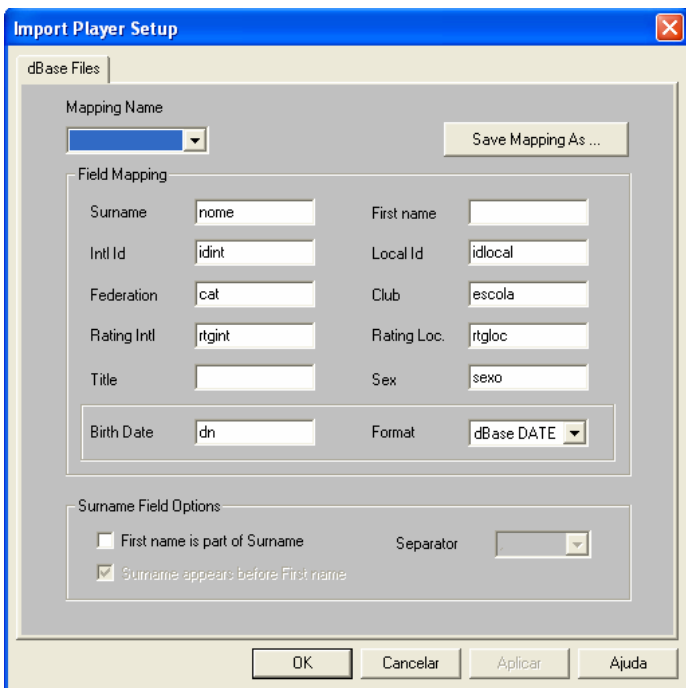 Import Player Setup
dBase Files
Mapping Name
Save Mapping As ...
Field Mapping
Surname nome First name
Intl Id idint Local Id idlocal
Federation cat Club escola
Rating Intl rtgint Rating Loc. rtgloc
Title Sex sexo
Birth Date dn Format dBase DATE
Surname Field Options
First name is part of Surname Separator
Surname appears before First name
OK Cancelar Aplicar Ajuda